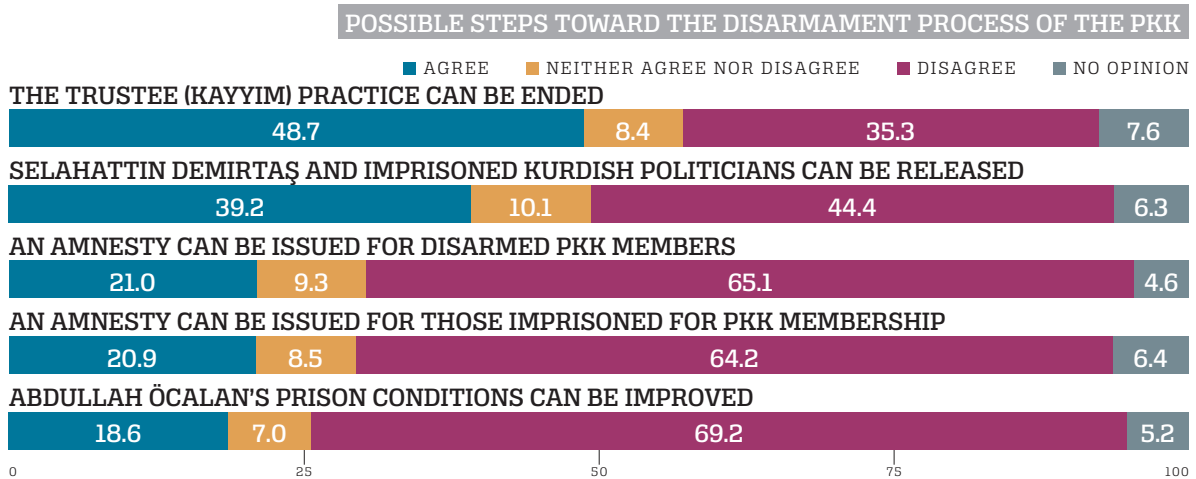 POSSIBLE STEPS TOWARD THE DISARMAMENT PROCESS OF THE PKK
AGREE NEITHER AGREE NOR DISAGREE DISAGREE NO OPINION
THE TRUSTEE (KAYYIM) PRACTICE CAN BE ENDED
48.7 8.4 35.3 7.6
SELAHATTIN DEMIRTAŞ AND IMPRISONED KURDISH POLITICIANS CAN BE RELEASED
39.2 10.1 44.4 6.3
AN AMNESTY CAN BE ISSUED FOR DISARMED PKK MEMBERS
21.0 9.3 65.1 4.6
AN AMNESTY CAN BE ISSUED FOR THOSE IMPRISONED FOR PKK MEMBERSHIP
20.9 8.5 64.2 6.4
ABDULLAH ÖCALAN'S PRISON CONDITIONS CAN BE IMPROVED
18.6 7.0 69.2 5.2
0 25 50 75 100